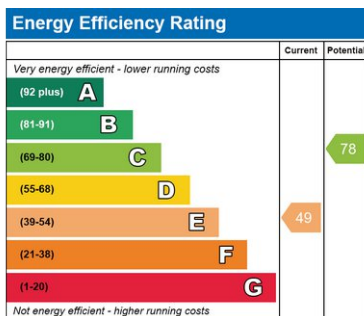 Energy Efficiency Rating
Current Potential
Very energy efficient - lower running costs
(92 plus) A
(81-91) B
(69-80) C 78
(55-68) D
(39-54) E 49
(21-38) F
(1-20) G
Not energy efficient - higher running costs